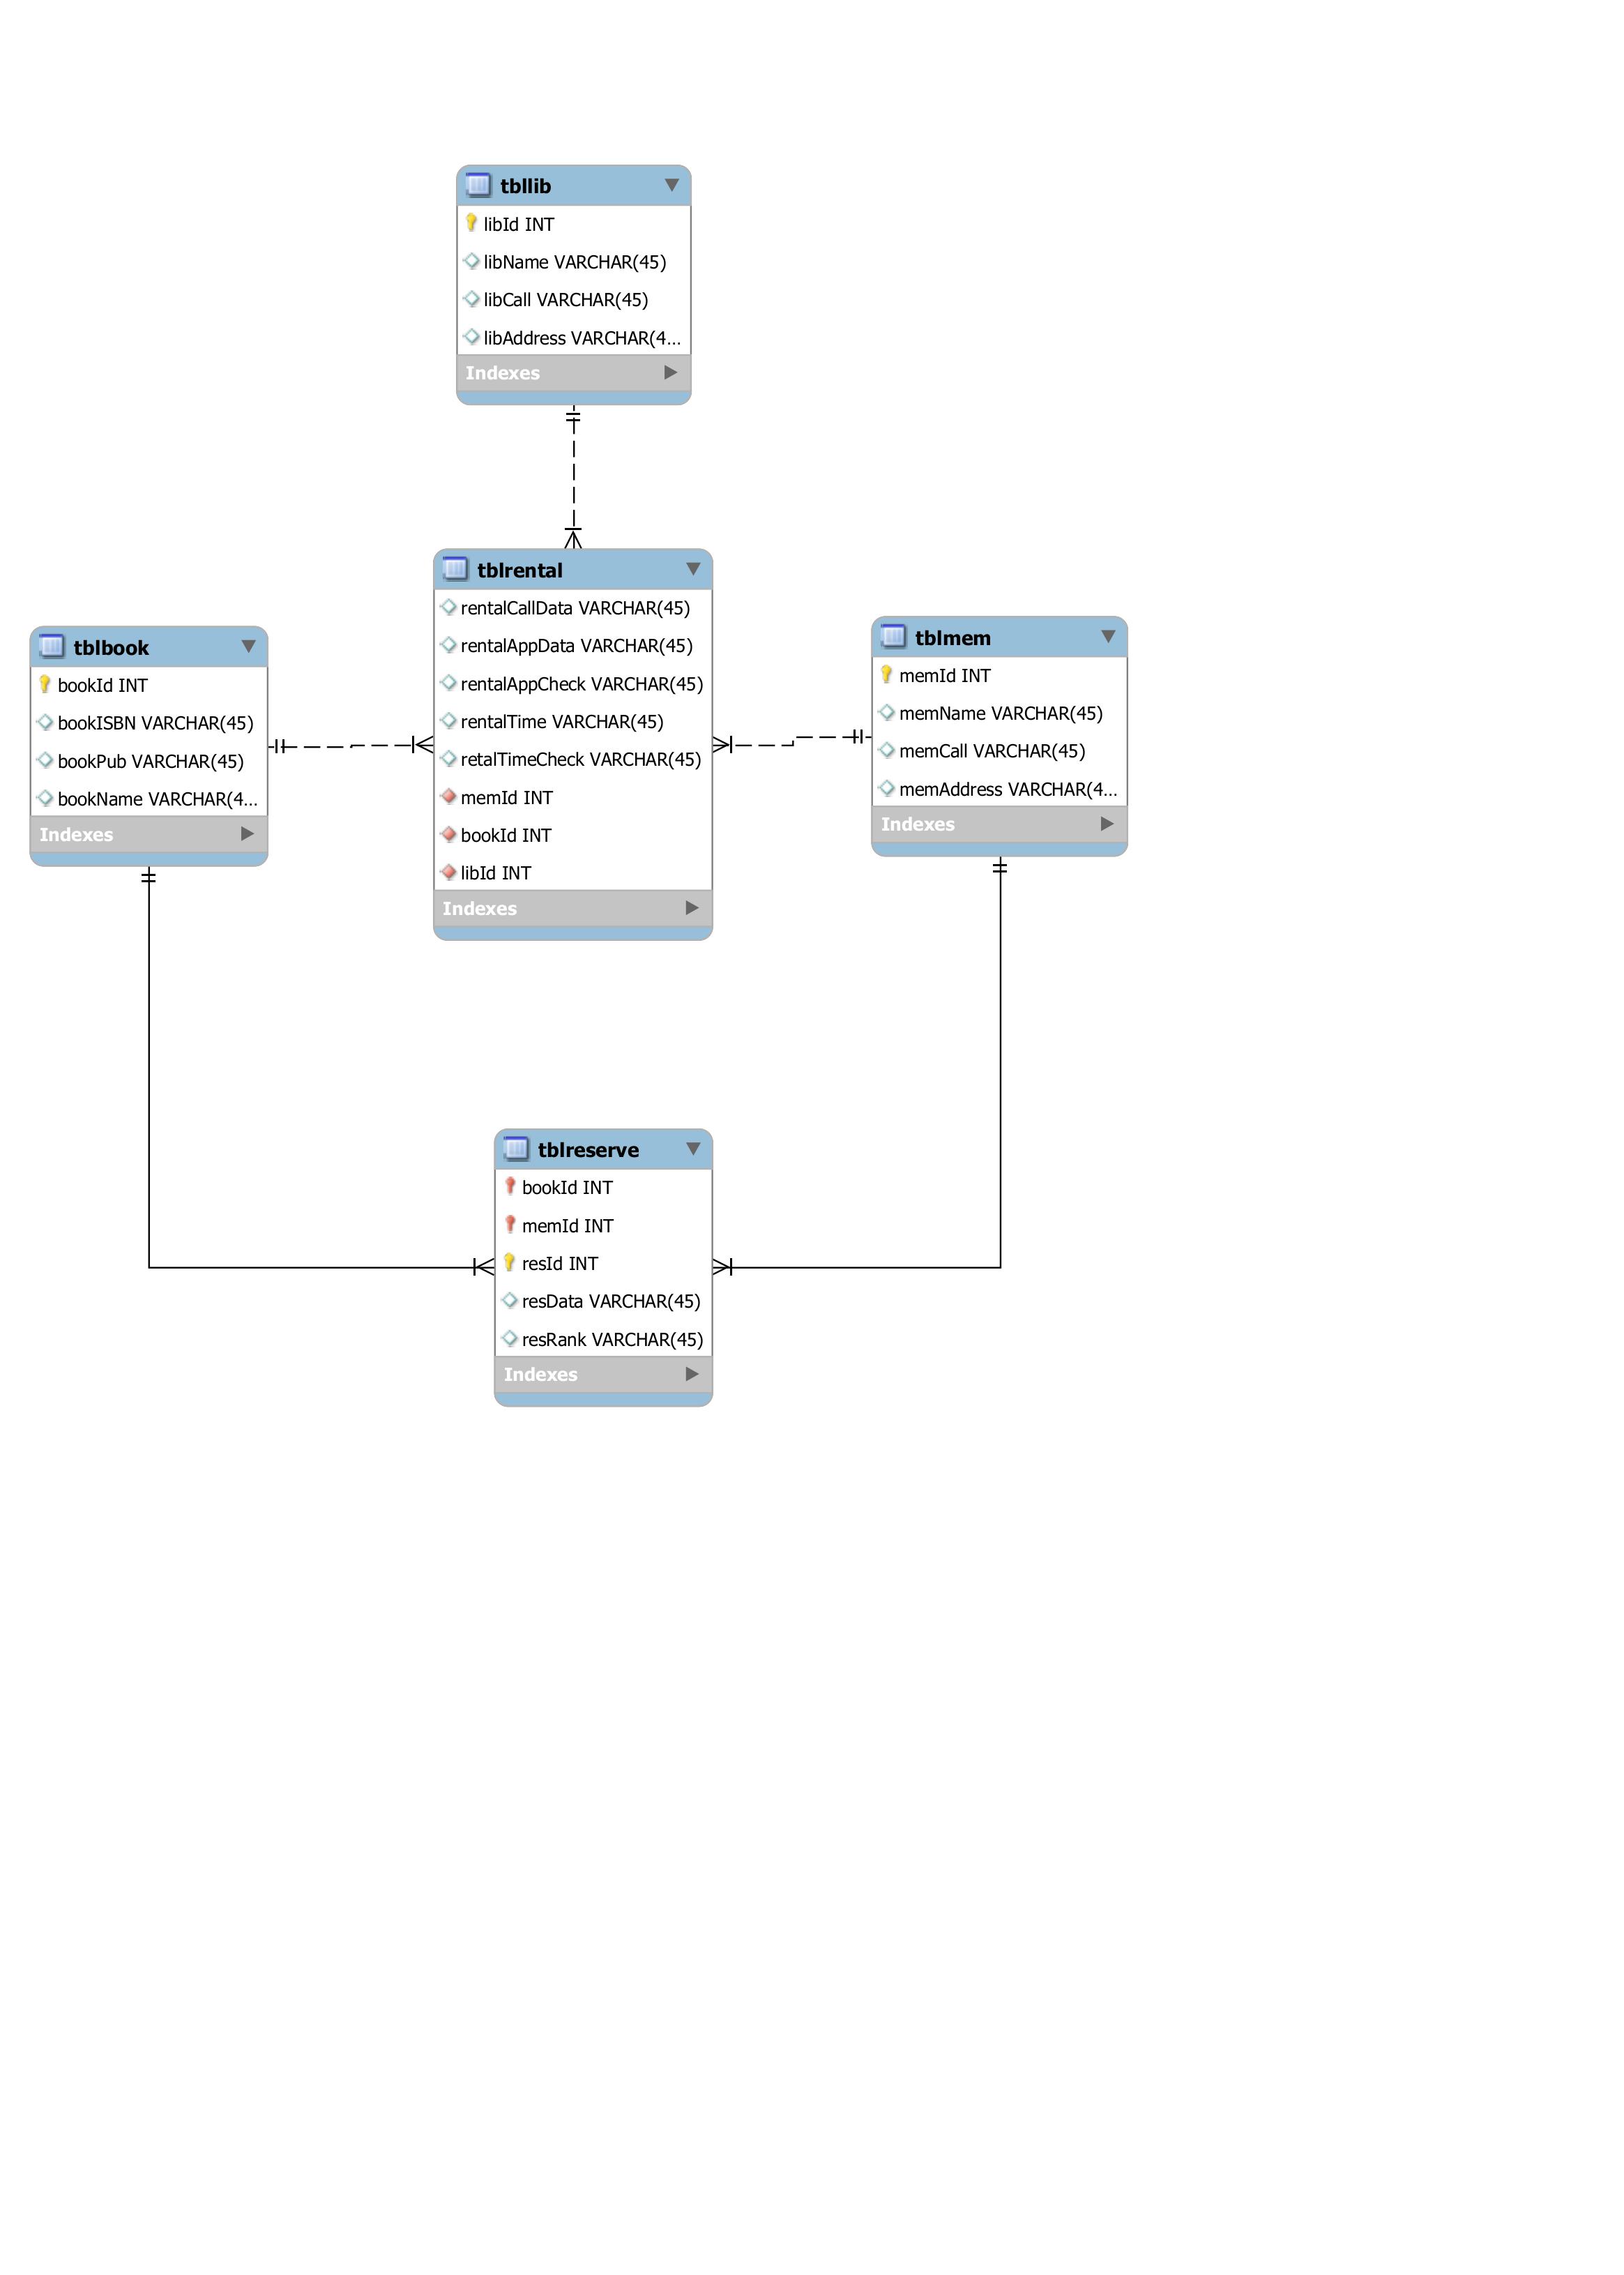 tbllib
libId INT
libName VARCHAR(45)
libCall VARCHAR(45)
libAddress VARCHAR(4...
Indexes
tblrental
rentalCallData VARCHAR(45)
rentalAppData VARCHAR(45)
rentalAppCheck VARCHAR(45)
rentalTime VARCHAR(45)
retalTimeCheck VARCHAR(45)
memId INT
bookId INT
libId INT
Indexes
tblbook
bookId INT
bookISBN VARCHAR(45)
bookPub VARCHAR(45)
bookName VARCHAR(4...
Indexes
tblmem
memId INT
memName VARCHAR(45)
memCall VARCHAR(45)
memAddress VARCHAR(4...
Indexes
tblreserve
bookId INT
memId INT
resId INT
resData VARCHAR(45)
resRank VARCHAR(45)
Indexes